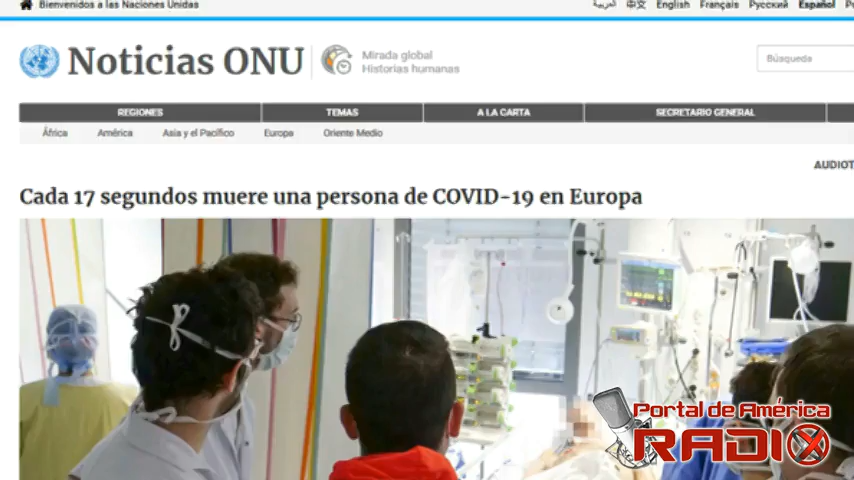 Bienvenidos a las Naciones Unidas
العربية 中文 English Français Русский Español
Noticias ONU
Mirada global
Historias humanas
Búsqueda
REGIONES TEMAS A LA CARTA SECRETARIO GENERAL
África América Asia y el Pacífico Europa Oriente Medio
AUDIOT
Cada 17 segundos muere una persona de COVID-19 en Europa
Portal de América
RADIO